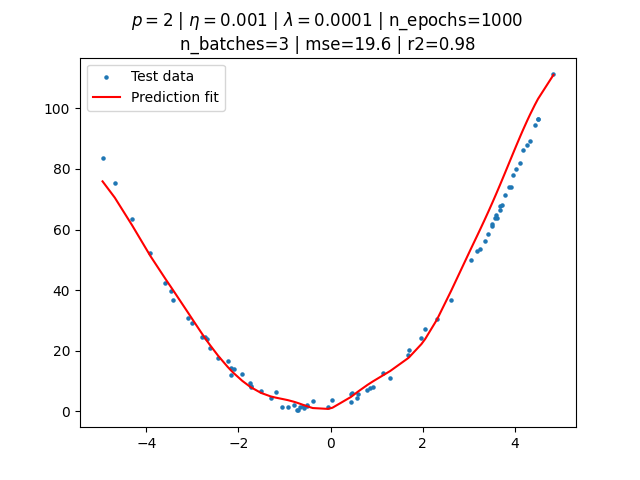 p = 2 | η = 0.001 | λ = 0.0001 | n_epochs=1000
n_batches=3 | mse=19.6 | r2=0.98
Test data
Prediction fit
100
80
60
40
20
0
−4
−2
0
2
4